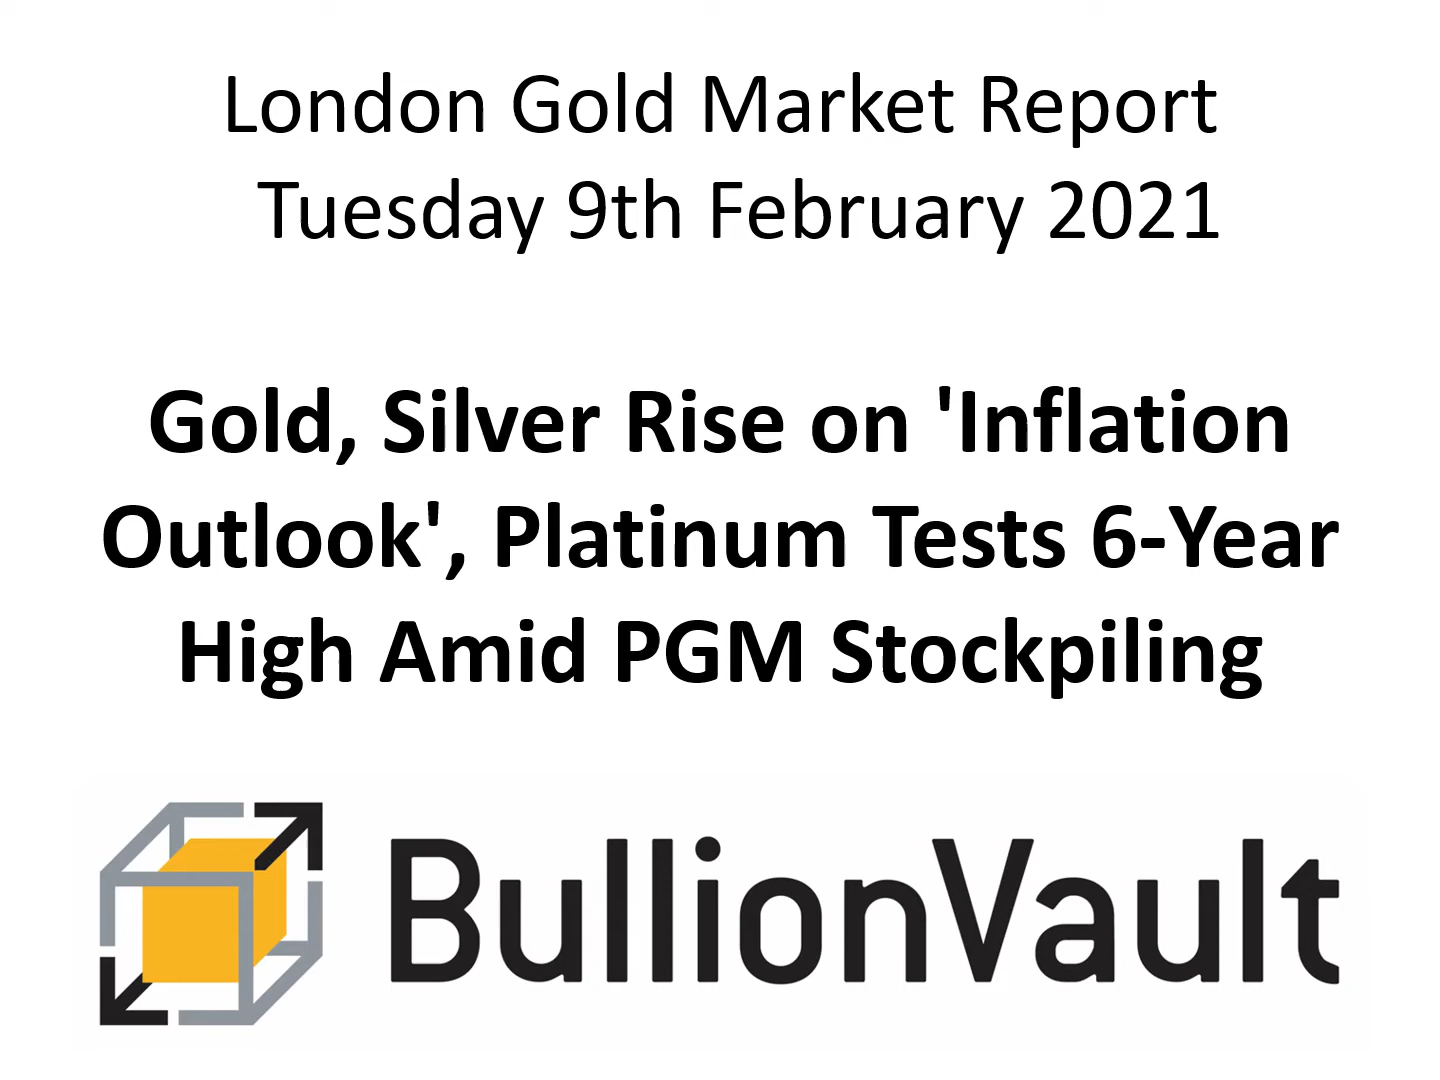 London Gold Market Report
Tuesday 9th February 2021
Gold, Silver Rise on 'Inflation
Outlook', Platinum Tests 6-Year
High Amid PGM Stockpiling
BullionVault